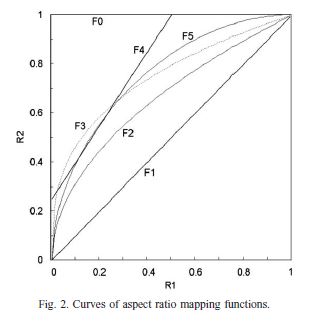 1
F0
F4
F5
0.8
0.6
F3
F2
R2
0.4
F1
0.2
0
0 0.2 0.4 0.6 0.8 1
R1
Fig. 2. Curves of aspect ratio mapping functions.